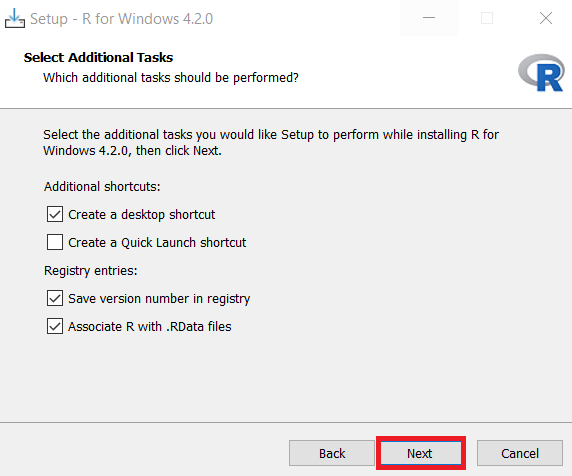 Setup - R for Windows 4.2.0
Select Additional Tasks
Which additional tasks should be performed?
R
Select the additional tasks you would like Setup to perform while installing R for
Windows 4.2.0, then click Next.
Additional shortcuts:
Create a desktop shortcut
Create a Quick Launch shortcut
Registry entries:
Save version number in registry
Associate R with .RData files
Back
Next
Cancel